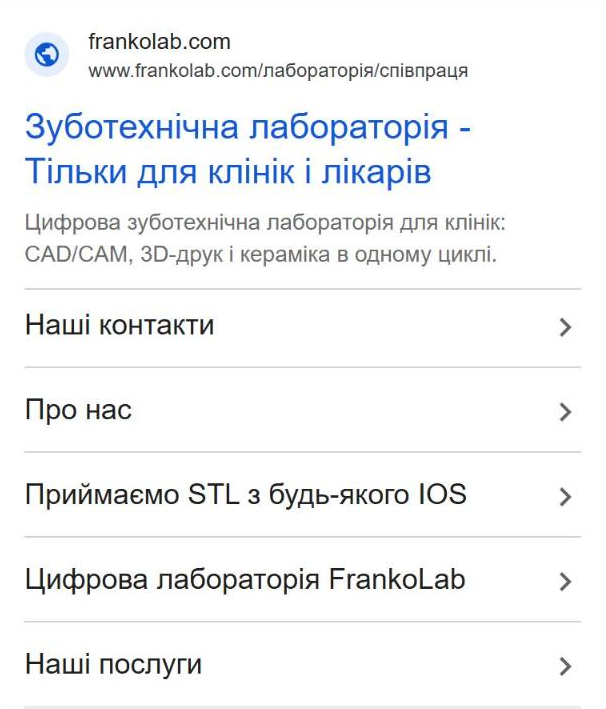 frankolab.com
www.frankolab.com/лабораторія/співпраця
Зуботехнічна лабораторія -
Тільки для клінік і лікарів
Цифрова зуботехнічна лабораторія для клінік:
CAD/CAM, 3D-друк і кераміка в одному циклі.
Наші контакти
Про нас
Приймаємо STL з будь-якого IOS
Цифрова лабораторія FrankoLab
Наші послуги